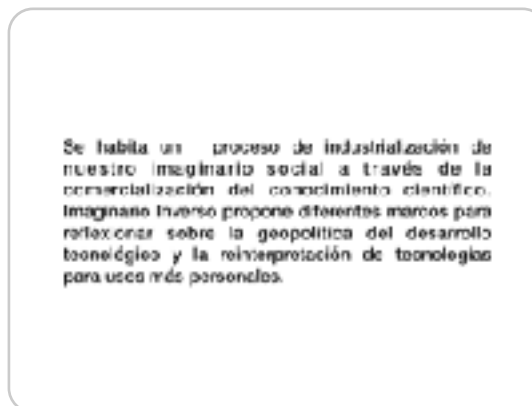 Se habita un proceso de industrialización de
nuestro imaginario social a través de la
comercialización del conocimiento científico.
Imaginario Inverso propone diferentes marcos para
reflexionar sobre la geopolítica del desarrollo
tecnológico y la reinterpretación de tecnologías
para usos más personales.